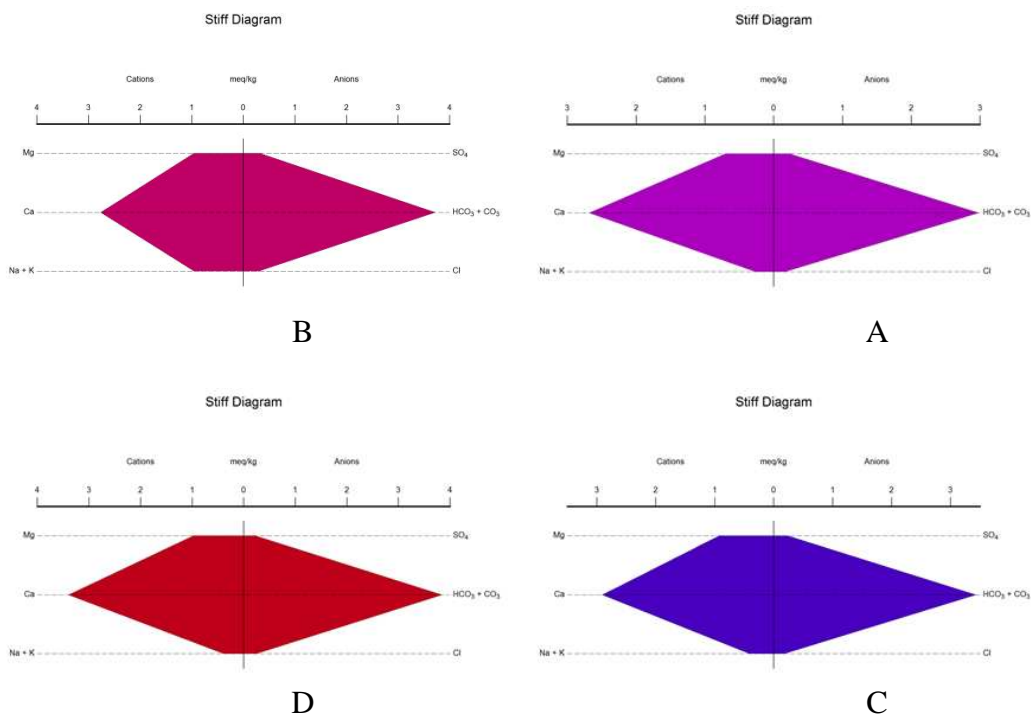 Stiff Diagram
Cations meq/kg Anions
4 3 2 1 0 1 2 3 4
Mg SO₄
Ca HCO₃ + CO₃
Na + K Cl
B
Stiff Diagram
Cations meq/kg Anions
3 2 1 0 1 2 3
Mg SO₄
Ca HCO₃ + CO₃
Na + K Cl
A
Stiff Diagram
Cations meq/kg Anions
4 3 2 1 0 1 2 3 4
Mg SO₄
Ca HCO₃ + CO₃
Na + K Cl
D
Stiff Diagram
Cations meq/kg Anions
3 2 1 0 1 2 3
Mg SO₄
Ca HCO₃ + CO₃
Na + K Cl
C